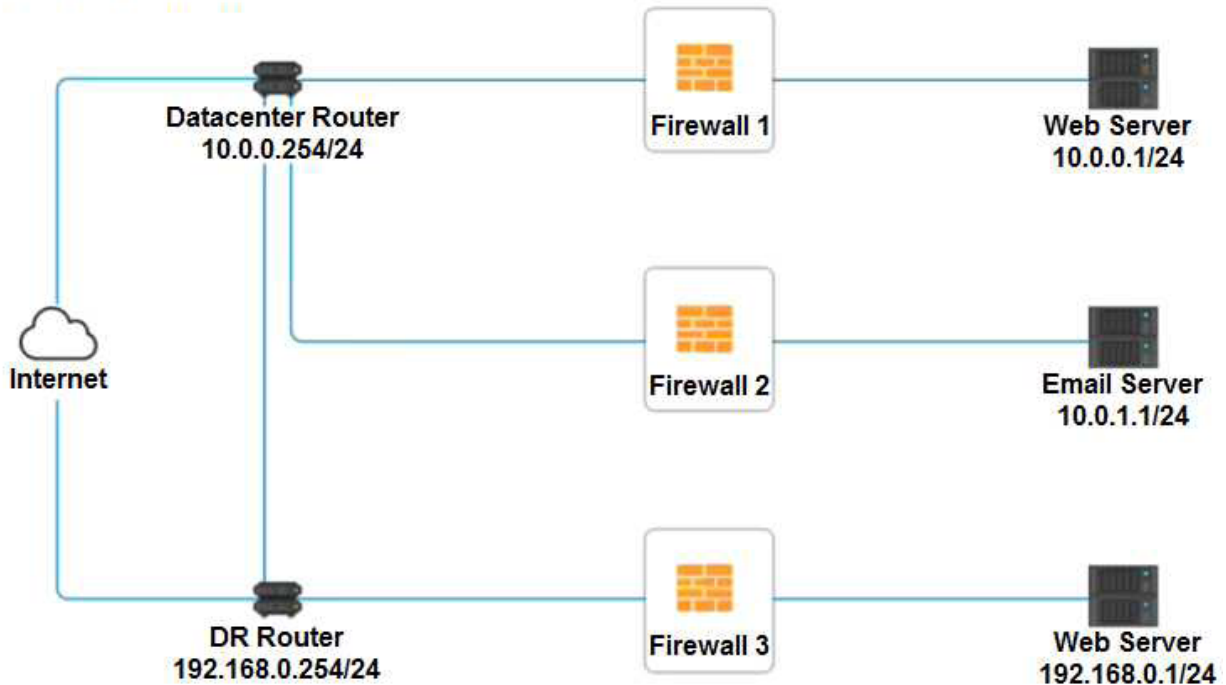 Datacenter Router
10.0.0.254/24
Firewall 1
Web Server
10.0.0.1/24
Internet
Firewall 2
Email Server
10.0.1.1/24
DR Router
192.168.0.254/24
Firewall 3
Web Server
192.168.0.1/24